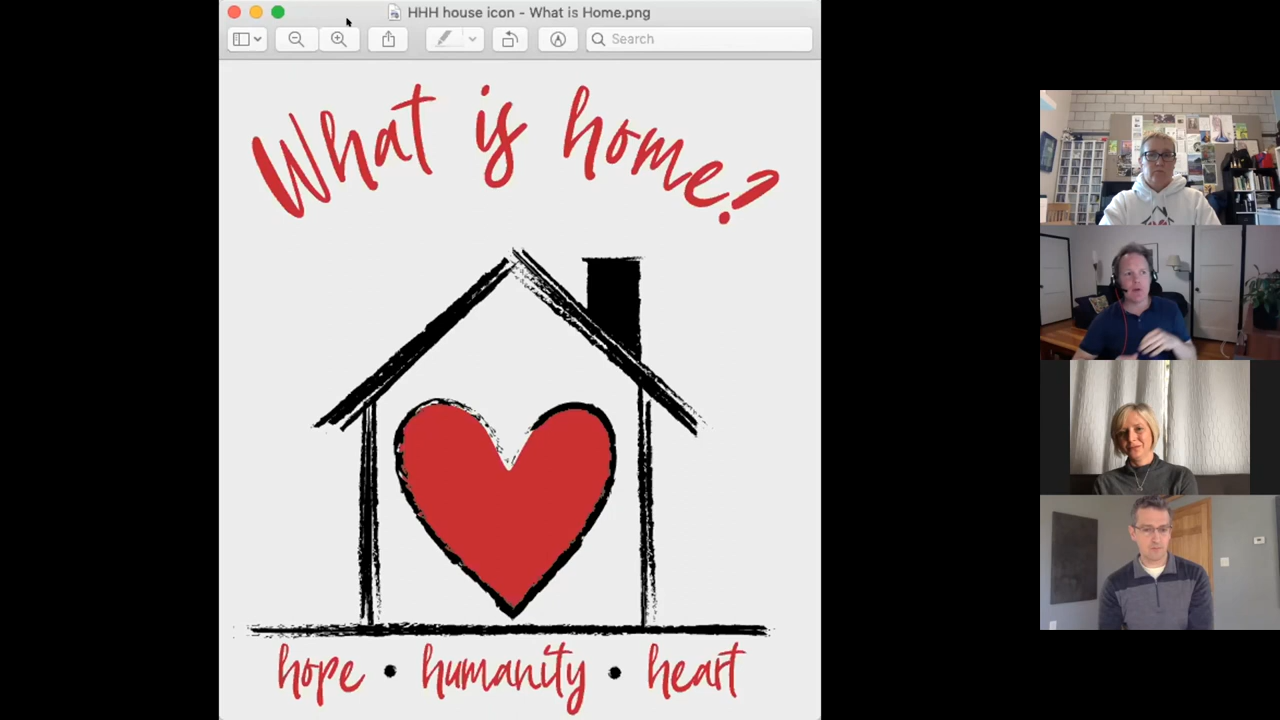 HHH house icon - What is Home.png
Search
What is home?
hope • humanity • heart